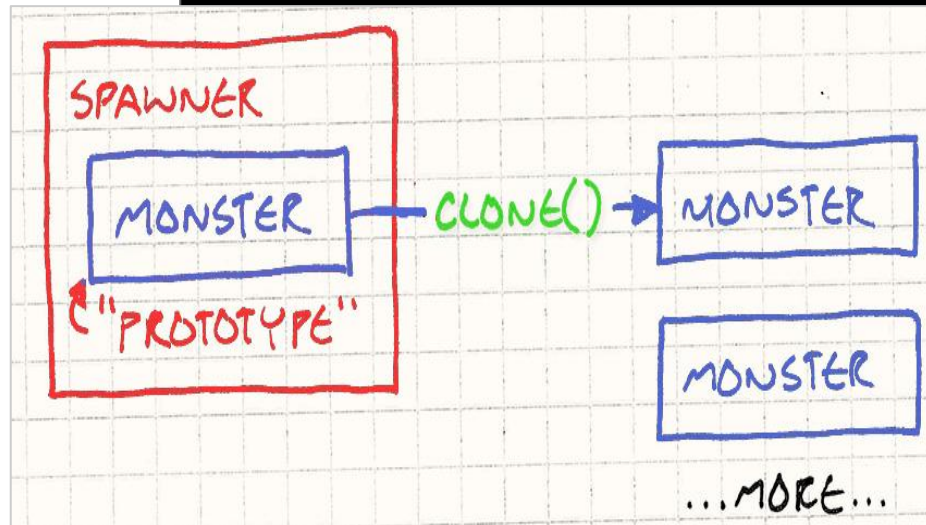 SPAWNER
MONSTER
"PROTOTYPE"
CLONE()
MONSTER
MONSTER
...MORE...